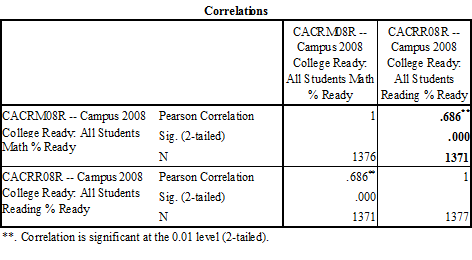 Correlations
CACRM08R -- Campus 2008 College Ready: All Students Math % Ready
CACRR08R -- Campus 2008 College Ready: All Students Reading % Ready
CACRM08R -- Campus 2008 Pearson Correlation 1 .686**
College Ready: All Students Sig. (2-tailed) .000
Math % Ready N 1376 1371
CACRR08R -- Campus 2008 Pearson Correlation .686** 1
College Ready: All Students Sig. (2-tailed) .000
Reading % Ready N 1371 1377
**. Correlation is significant at the 0.01 level (2-tailed).